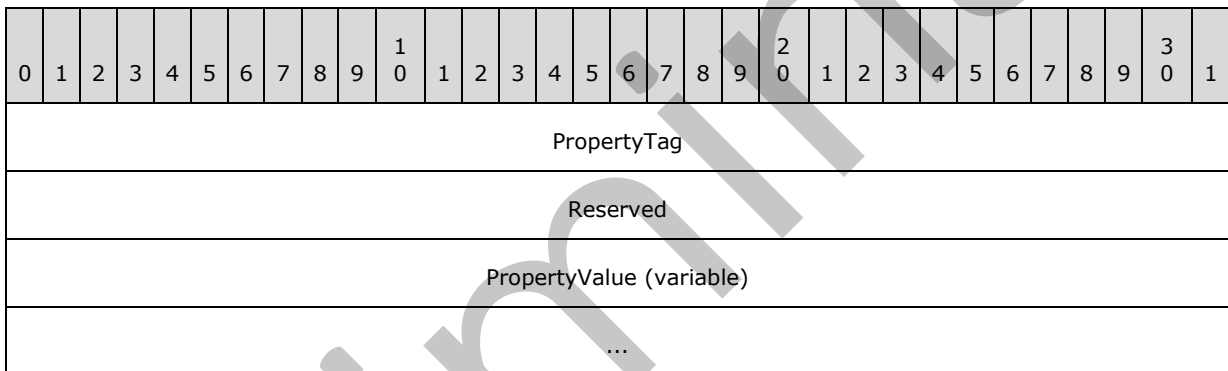 0 1 2 3 4 5 6 7 8 9 1 0 1 2 3 4 5 6 7 8 9 2 0 1 2 3 4 5 6 7 8 9 3 0 1
PropertyTag
Reserved
PropertyValue (variable)
...